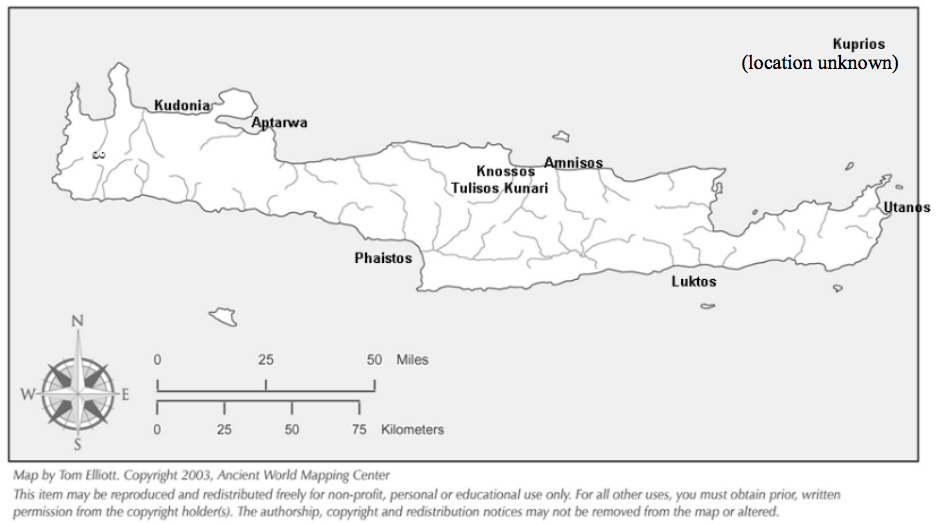 Kuprios
(location unknown)
Kudonia
Aptarwa
Knossos Amnisos
Tulisos Kunari
Utanos
Phaistos
Luktos
N
W E
S
0 25 50 Miles
0 25 50 75 Kilometers
Map by Tom Elliott. Copyright 2003, Ancient World Mapping Center
This item may be reproduced and redistributed freely for non-profit, personal or educational use only. For all other uses, you must obtain prior, written
permission from the copyright holder(s). The authorship, copyright and redistribution notices may not be removed from the map or altered.